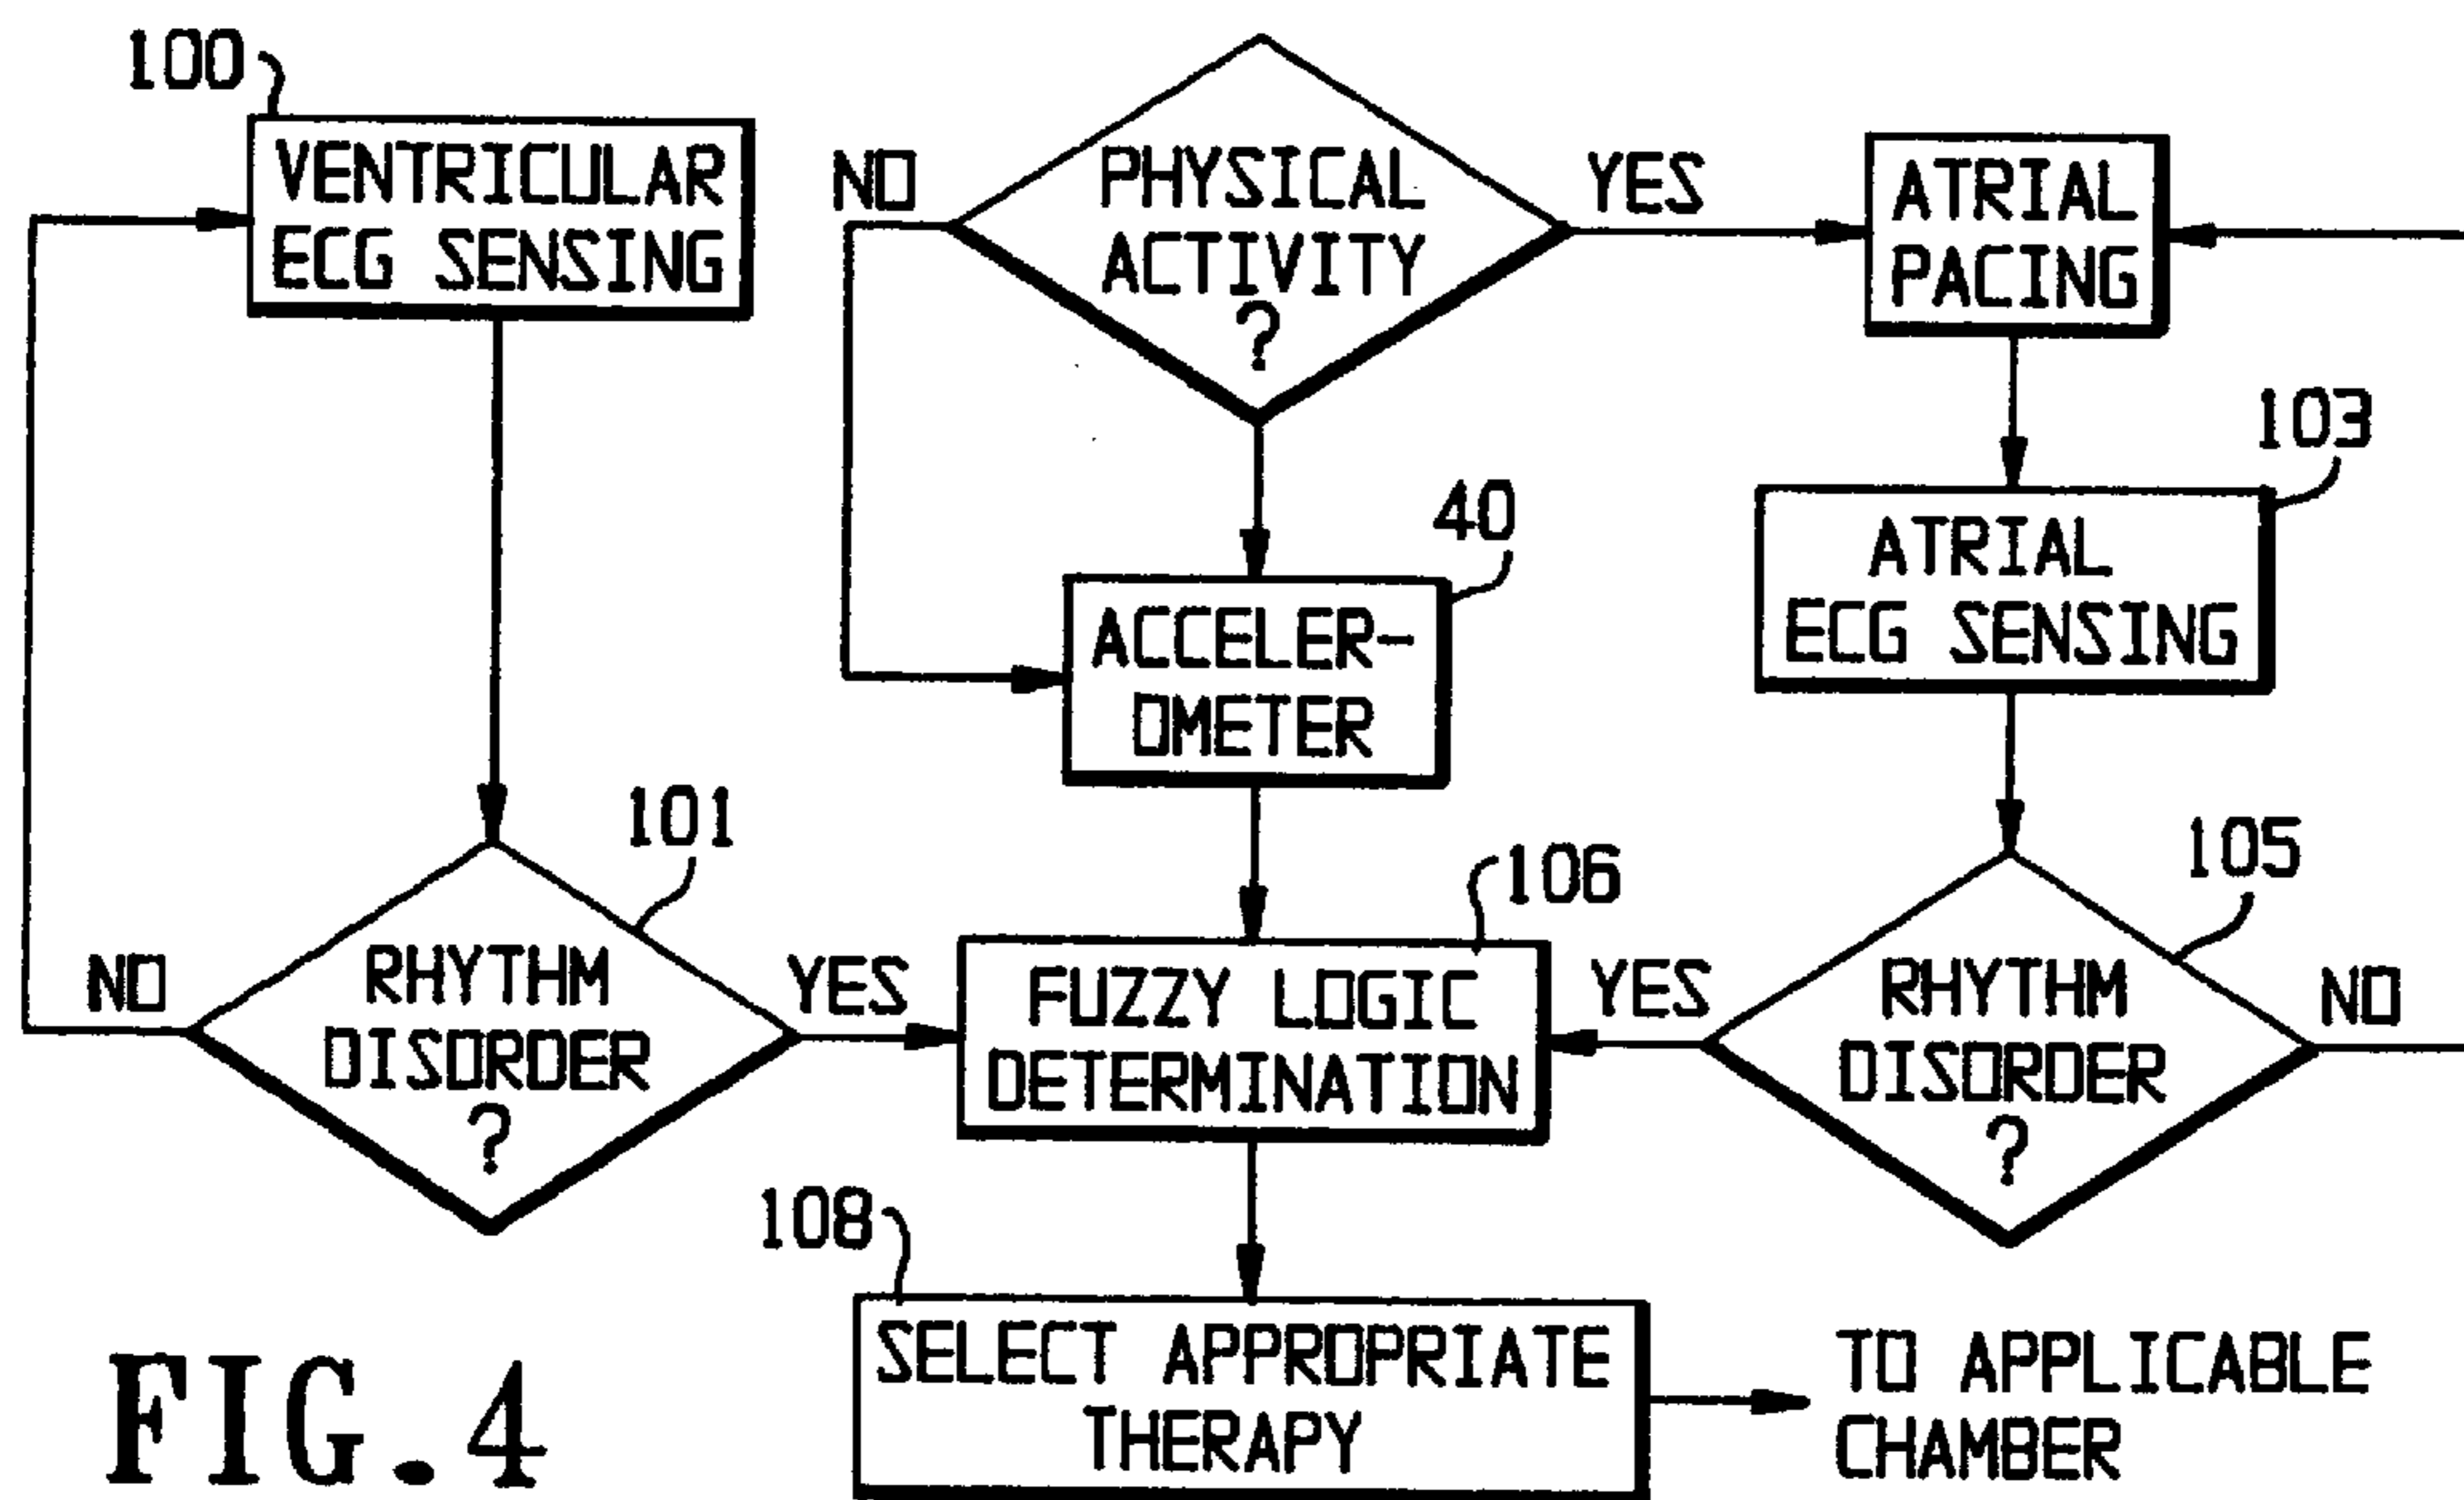 100
VENTRICULAR
ECG SENSING
PHYSICAL
ACTIVITY
?
NO
YES
ATRIAL
PACING
103
ATRIAL
ECG SENSING
40
ACCELER-
OMETER
101
RHYTHM
DISORDER
?
NO
YES
106
FUZZY LOGIC
DETERMINATION
YES
105
RHYTHM
DISORDER
?
NO
108
SELECT APPROPRIATE
THERAPY
TO APPLICABLE
CHAMBER
FIG.4